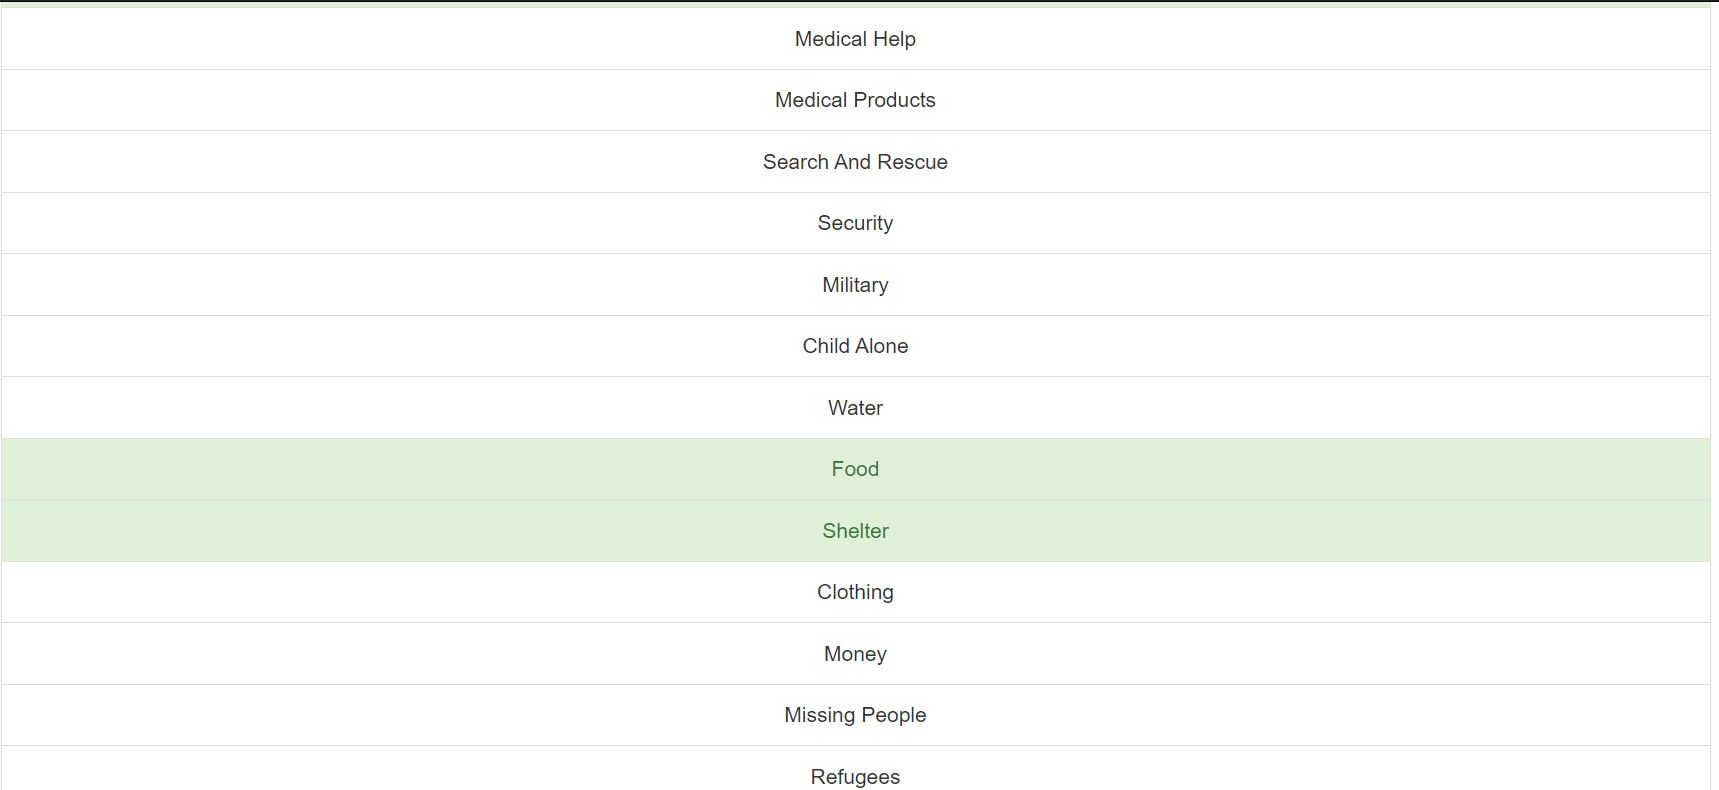 Medical Help
Medical Products
Search And Rescue
Security
Military
Child Alone
Water
Food
Shelter
Clothing
Money
Missing People
Refugees